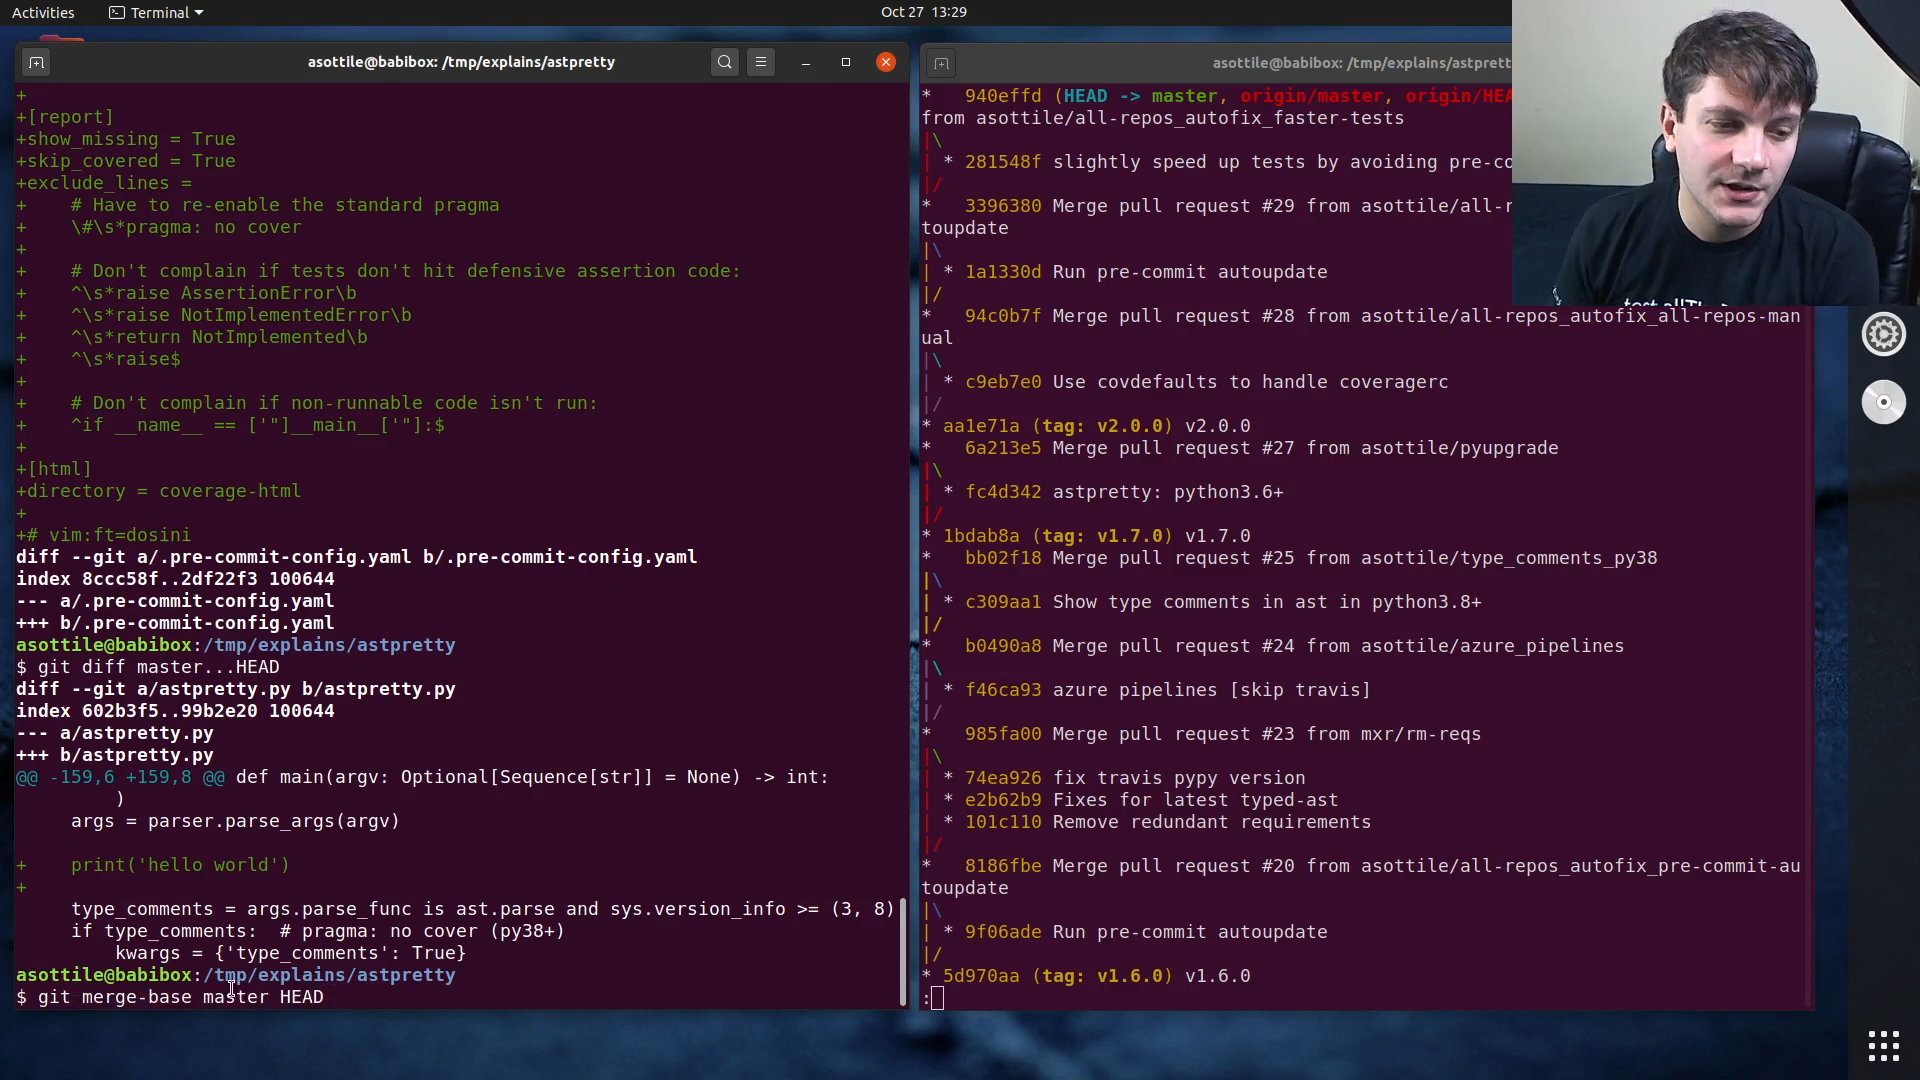 Activities
Terminal
Oct 27 13:29
asottile@babibox: /tmp/explains/astpretty
+
+[report]
+show_missing = True
+skip_covered = True
+exclude_lines =
+    # Have to re-enable the standard pragma
+    \#\s*pragma: no cover
+
+    # Don't complain if tests don't hit defensive assertion code:
+    ^\s*raise AssertionError\b
+    ^\s*raise NotImplementedError\b
+    ^\s*return NotImplemented\b
+    ^\s*raise$
+
+    # Don't complain if non-runnable code isn't run:
+    ^if __name__ == ['"]__main__['"]:$
+
+[html]
+directory = coverage-html
+
+# vim:ft=dosini
diff --git a/.pre-commit-config.yaml b/.pre-commit-config.yaml
index 8ccc58f..2df22f3 100644
--- a/.pre-commit-config.yaml
+++ b/.pre-commit-config.yaml
asottile@babibox:/tmp/explains/astpretty
$ git diff master...HEAD
diff --git a/astpretty.py b/astpretty.py
index 602b3f5..99b2e20 100644
--- a/astpretty.py
+++ b/astpretty.py
@@ -159,6 +159,8 @@ def main(argv: Optional[Sequence[str]] = None) -> int:
         )
     args = parser.parse_args(argv)
+    print('hello world')
+
     type_comments = args.parse_func is ast.parse and sys.version_info >= (3, 8)
     if type_comments:  # pragma: no cover (py38+)
         kwargs = {'type_comments': True}
asottile@babibox:/tmp/explains/astpretty
$ git merge-base master HEAD
asottile@babibox: /tmp/explains/astprett
*   940effd (HEAD -> master, origin/master, origin/HEA
from asottile/all-repos_autofix_faster-tests
|\
| * 281548f slightly speed up tests by avoiding pre-co
|/
*   3396380 Merge pull request #29 from asottile/all-r
toupdate
|\
| * 1a1330d Run pre-commit autoupdate
|/
*   94c0b7f Merge pull request #28 from asottile/all-repos_autofix_all-repos-man
ual
|\
| * c9eb7e0 Use covdefaults to handle coveragerc
|/
* aa1e71a (tag: v2.0.0) v2.0.0
*   6a213e5 Merge pull request #27 from asottile/pyupgrade
|\
| * fc4d342 astpretty: python3.6+
|/
* 1bdab8a (tag: v1.7.0) v1.7.0
*   bb02f18 Merge pull request #25 from asottile/type_comments_py38
|\
| * c309aa1 Show type comments in ast in python3.8+
|/
*   b0490a8 Merge pull request #24 from asottile/azure_pipelines
|\
| * f46ca93 azure pipelines [skip travis]
|/
*   985fa00 Merge pull request #23 from mxr/rm-reqs
|\
| * 74ea926 fix travis pypy version
| * e2b62b9 Fixes for latest typed-ast
| * 101c110 Remove redundant requirements
|/
*   8186fbe Merge pull request #20 from asottile/all-repos_autofix_pre-commit-au
toupdate
|\
| * 9f06ade Run pre-commit autoupdate
|/
* 5d970aa (tag: v1.6.0) v1.6.0
: